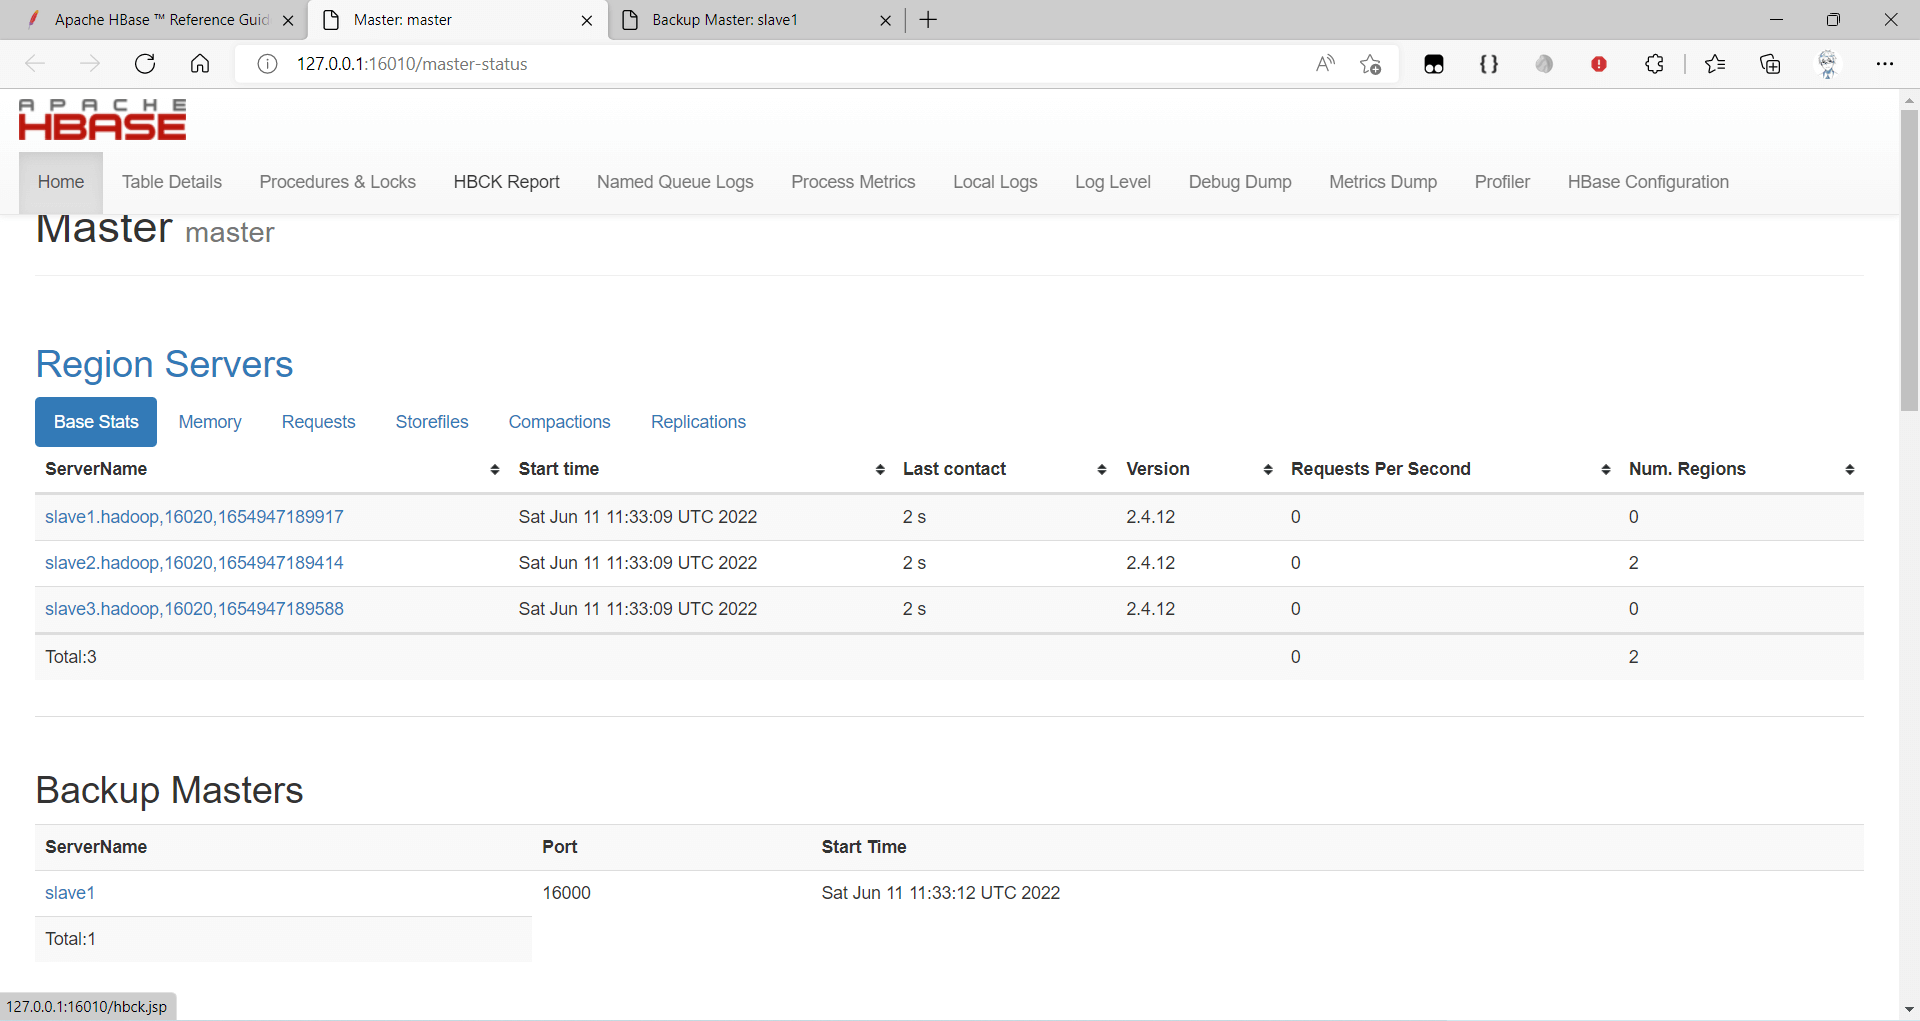 Apache HBase ™ Reference Guid
Master: master
Backup Master: slave1
127.0.0.1:16010/master-status
APACHE
HBASE
Home Table Details Procedures & Locks HBCK Report Named Queue Logs Process Metrics Local Logs Log Level Debug Dump Metrics Dump Profiler HBase Configuration
Master master
Region Servers
Base Stats Memory Requests Storefiles Compactions Replications
ServerName Start time Last contact Version Requests Per Second Num. Regions
slave1.hadoop,16020,1654947189917 Sat Jun 11 11:33:09 UTC 2022 2 s 2.4.12 0 0
slave2.hadoop,16020,1654947189414 Sat Jun 11 11:33:09 UTC 2022 2 s 2.4.12 0 2
slave3.hadoop,16020,1654947189588 Sat Jun 11 11:33:09 UTC 2022 2 s 2.4.12 0 0
Total:3 0 2
Backup Masters
ServerName Port Start Time
slave1 16000 Sat Jun 11 11:33:12 UTC 2022
Total:1
127.0.0.1:16010/hbck.jsp